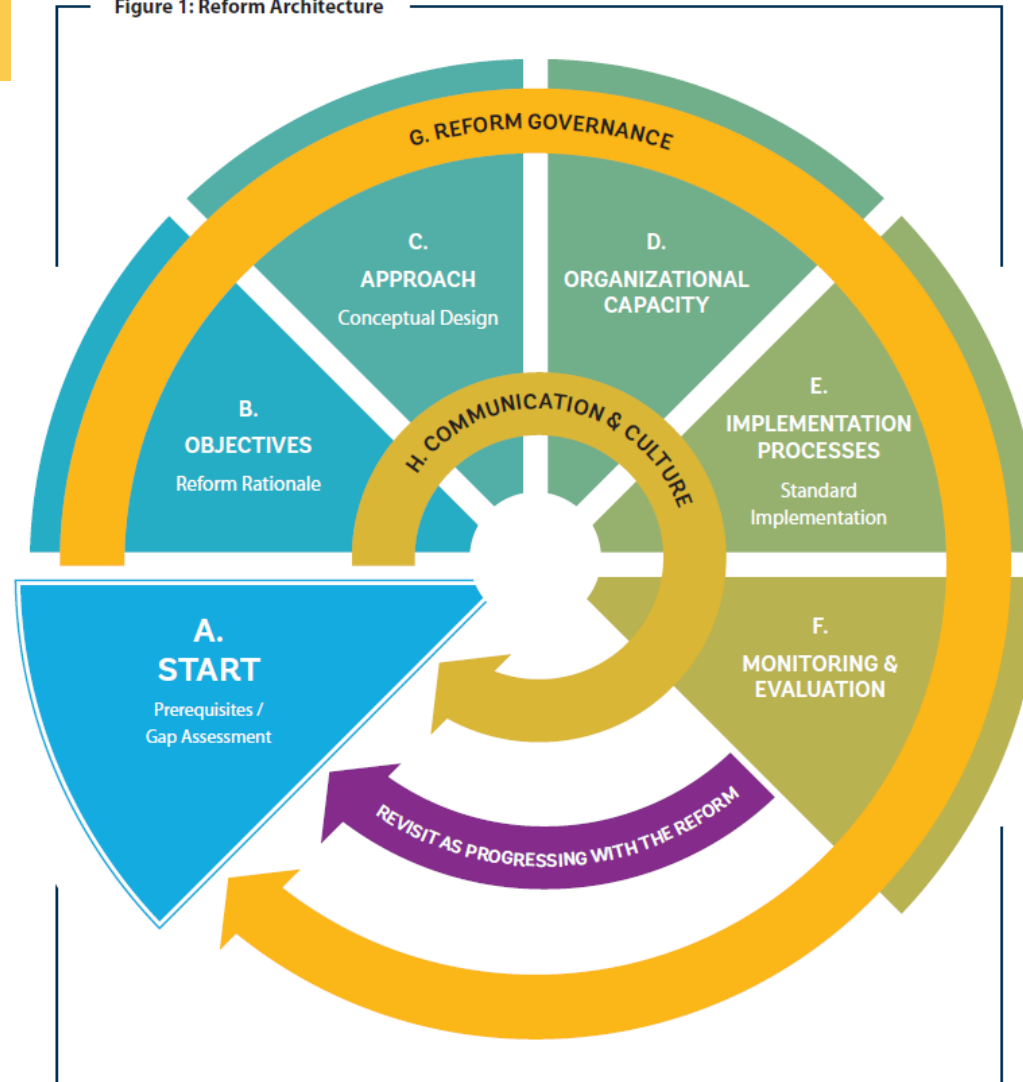 Figure 1: Reform Architecture
G. REFORM GOVERNANCE
C.
APPROACH
Conceptual Design
D.
ORGANIZATIONAL
CAPACITY
B.
OBJECTIVES
Reform Rationale
H. COMMUNICATION & CULTURE
E.
IMPLEMENTATION
PROCESSES
Standard
Implementation
A.
START
Prerequisites /
Gap Assessment
F.
MONITORING &
EVALUATION
REVISIT AS PROGRESSING WITH THE REFORM